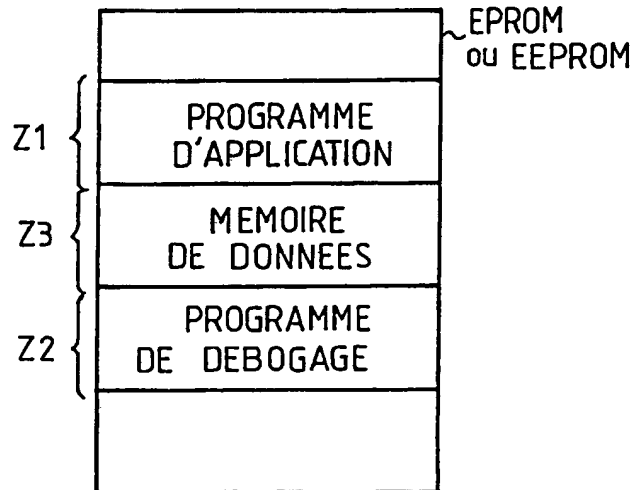 EPROM
ou EEPROM
Z1
PROGRAMME
D'APPLICATION
Z3
MEMOIRE
DE DONNEES
Z2
PROGRAMME
DE DEBOGAGE